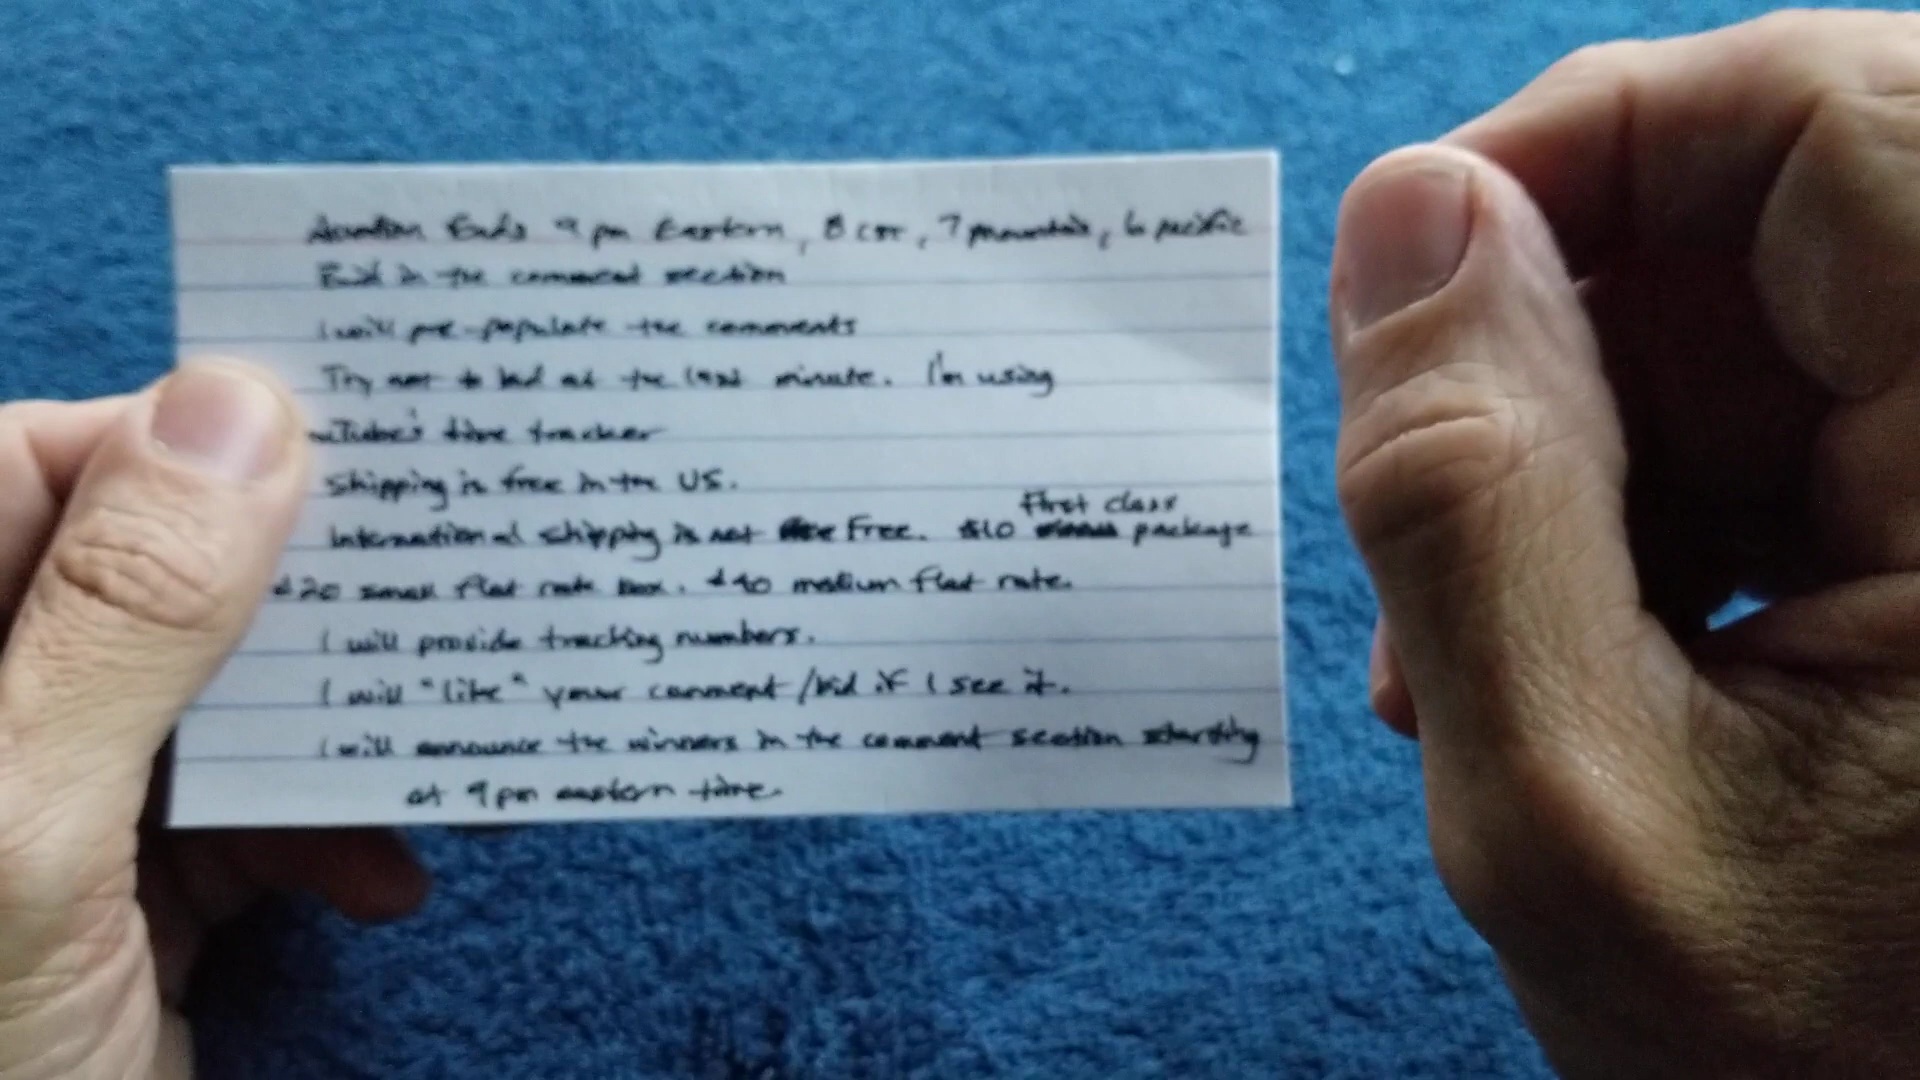 Auction Ends 9 pm Eastern, 8 CST, 7 mountain, 6 pacific
Bid in the comment section
I will pre-populate the comments
Try not to bid at the last minute. I'm using
uTube's time tracker
Shipping is free in the US.
First class
International shipping is not Free. $10 package
$20 small flat rate box. $40 medium flat rate.
I will provide tracking numbers.
I will "like" your comment/bid if I see it.
I will announce the winners in the comment section starting
at 9 pm eastern time.